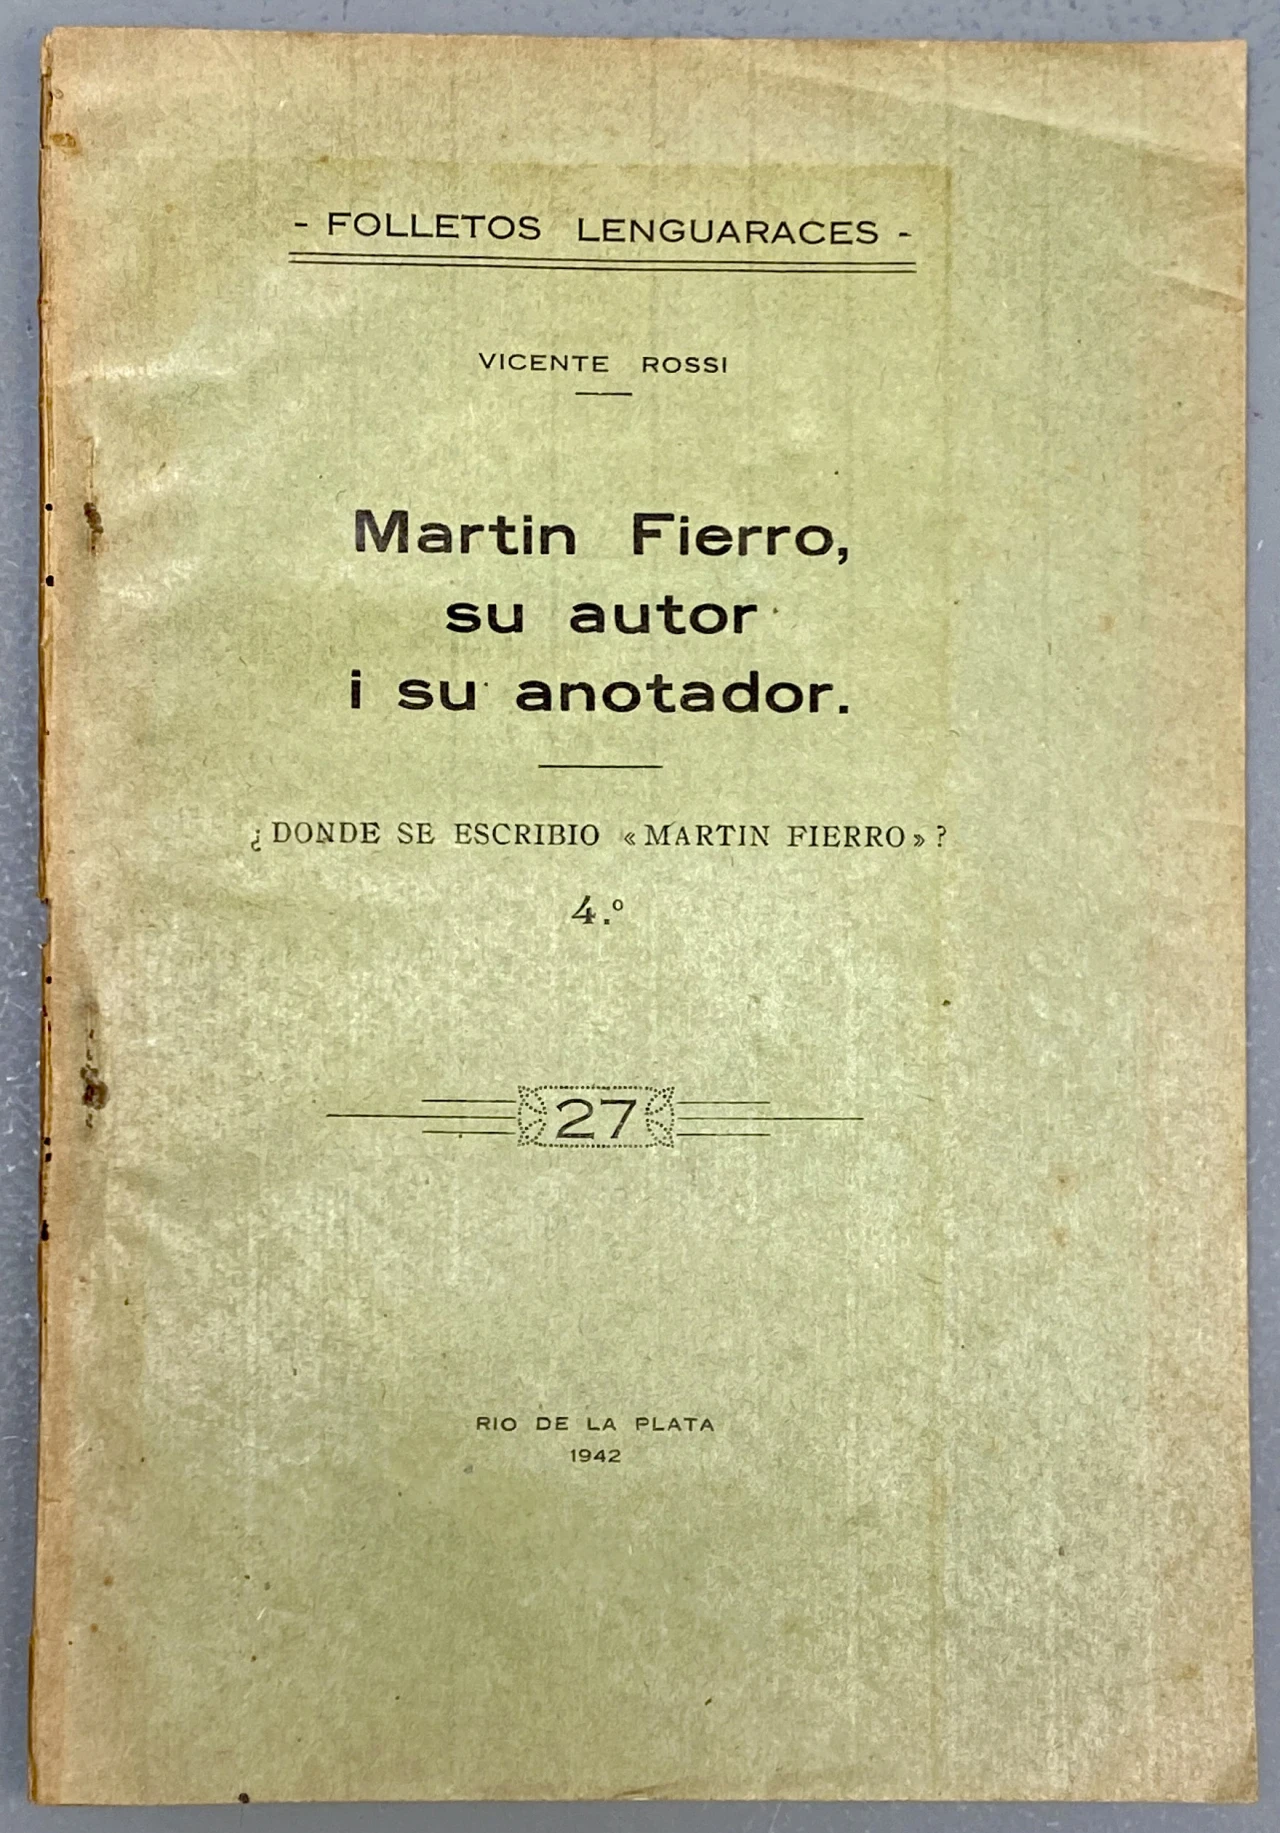 - FOLLETOS LENGUARACES -
VICENTE ROSSI
Martin Fierro,
su autor
i su anotador.
¿DONDE SE ESCRIBIO «MARTIN FIERRO»?
4.º
27
RIO DE LA PLATA
1942